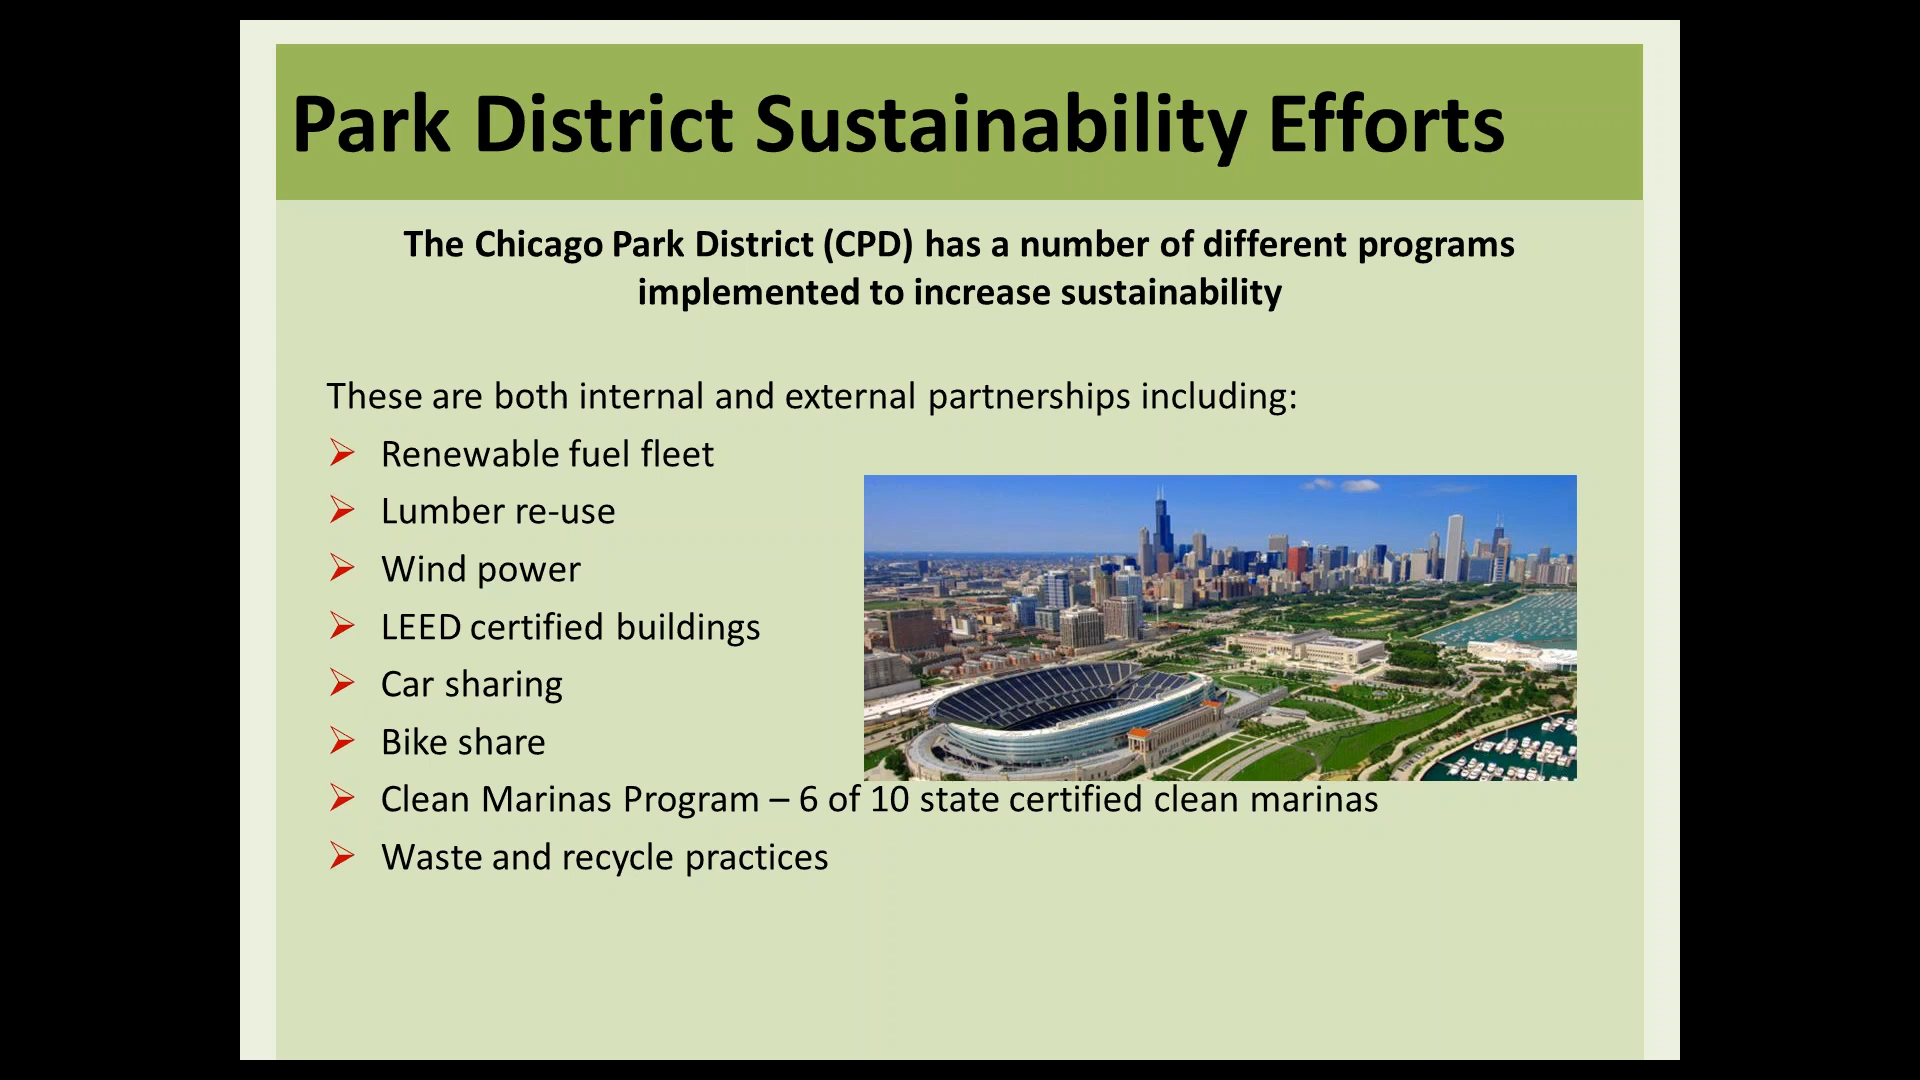 Park District Sustainability Efforts
The Chicago Park District (CPD) has a number of different programs
implemented to increase sustainability
These are both internal and external partnerships including:
Renewable fuel fleet
Lumber re-use
Wind power
LEED certified buildings
Car sharing
Bike share
Clean Marinas Program – 6 of 10 state certified clean marinas
Waste and recycle practices